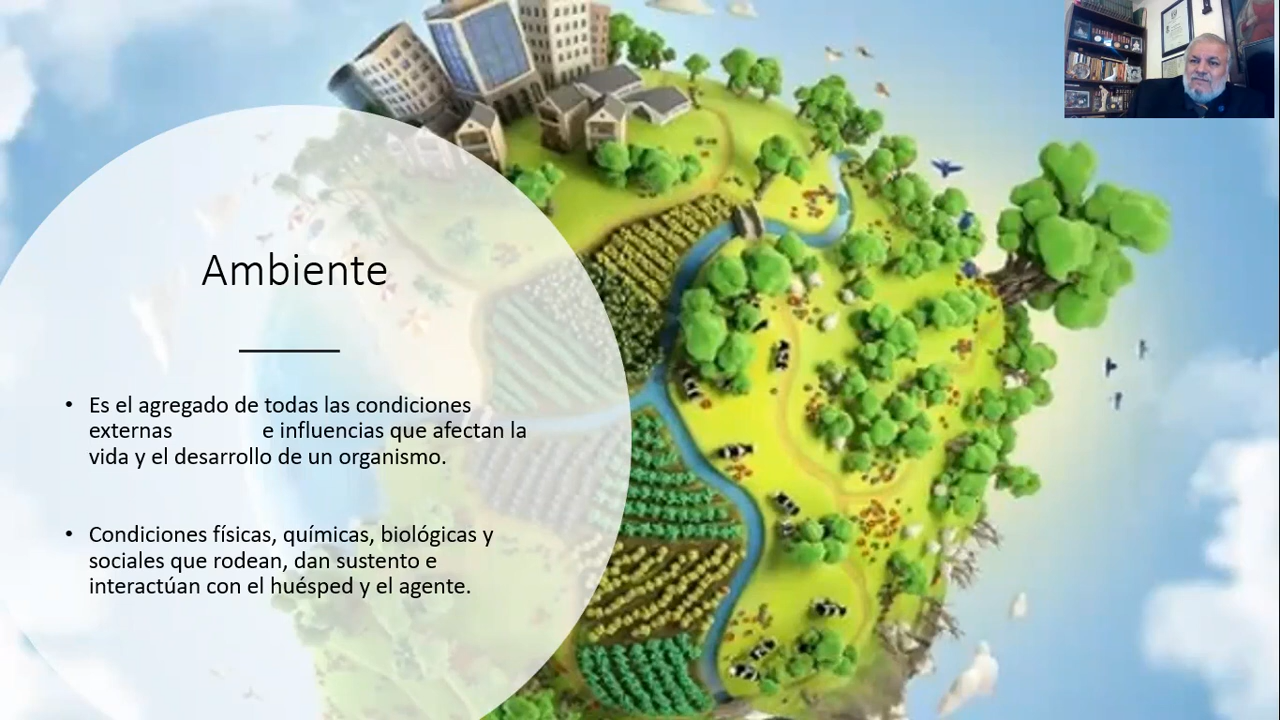 Ambiente
• Es el agregado de todas las condiciones
externas e influencias que afectan la
vida y el desarrollo de un organismo.
• Condiciones físicas, químicas, biológicas y
sociales que rodean, dan sustento e
interactúan con el huésped y el agente.